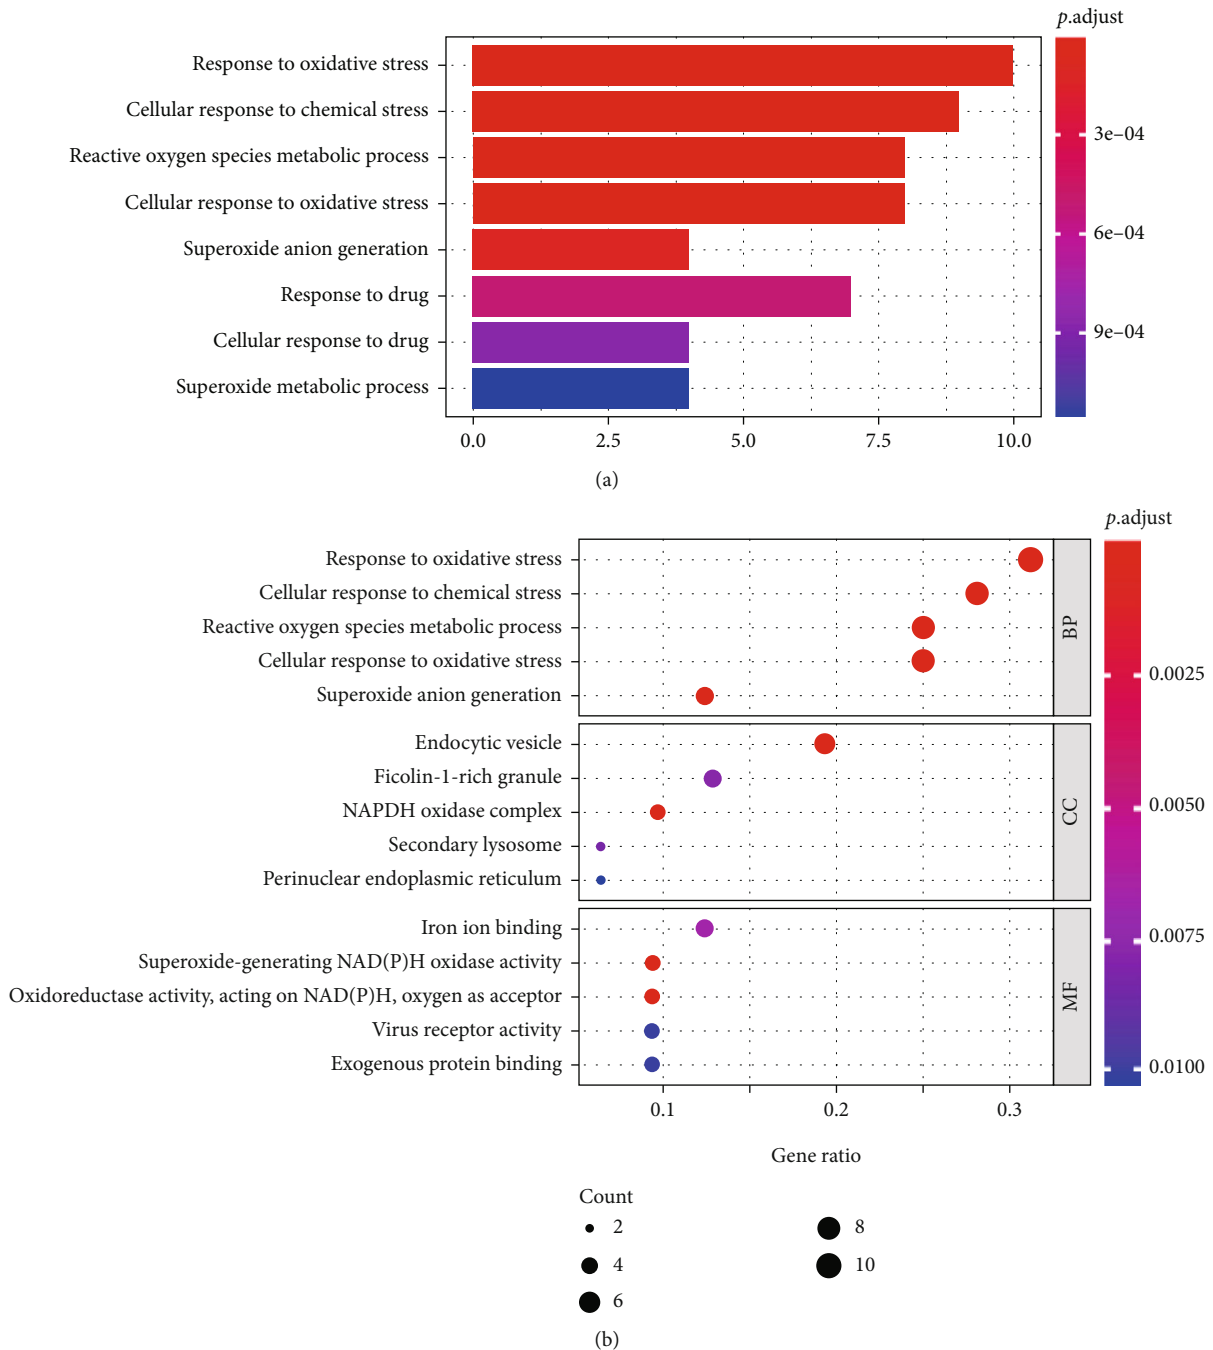 p.adjust
Response to oxidative stress
Cellular response to chemical stress
Reactive oxygen species metabolic process
Cellular response to oxidative stress
Superoxide anion generation
Response to drug
Cellular response to drug
Superoxide metabolic process
3e–04
6e–04
9e–04
0.0 2.5 5.0 7.5 10.0
(a)
p.adjust
Response to oxidative stress
Cellular response to chemical stress
Reactive oxygen species metabolic process
Cellular response to oxidative stress
Superoxide anion generation
BP
Endocytic vesicle
Ficolin-1-rich granule
NAPDH oxidase complex
Secondary lysosome
Perinuclear endoplasmic reticulum
CC
Iron ion binding
Superoxide-generating NAD(P)H oxidase activity
Oxidoreductase activity, acting on NAD(P)H, oxygen as acceptor
Virus receptor activity
Exogenous protein binding
MF
0.0025
0.0050
0.0075
0.0100
0.1 0.2 0.3
Gene ratio
Count
2
4
6
8
10
(b)